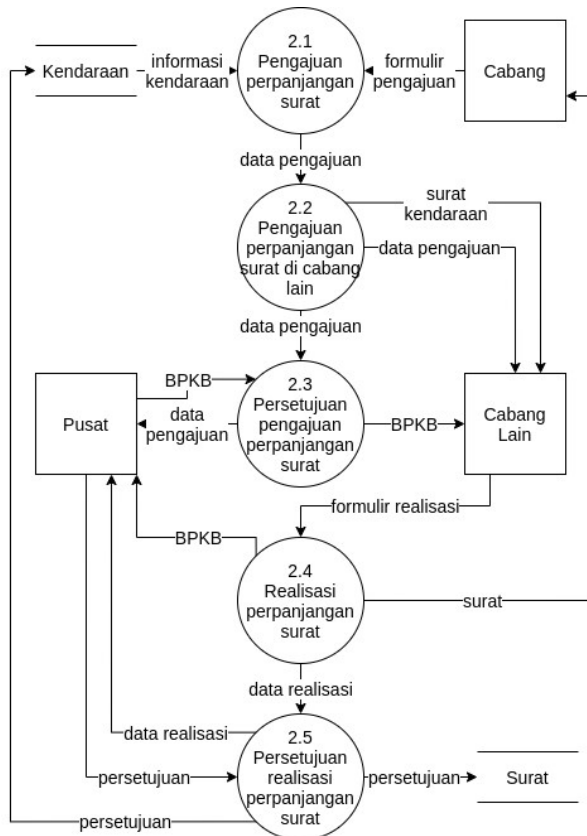 2.1
Pengajuan
perpanjangan
surat
Kendaraan
informasi
kendaraan
formulir
pengajuan
Cabang
data pengajuan
2.2
Pengajuan
perpanjangan
surat di cabang
lain
surat
kendaraan
data pengajuan
data pengajuan
2.3
Persetujuan
pengajuan
perpanjangan
surat
BPKB
data
pengajuan
Pusat
BPKB
Cabang
Lain
formulir realisasi
BPKB
2.4
Realisasi
perpanjangan
surat
surat
data realisasi
data realisasi
2.5
Persetujuan
realisasi
perpanjangan
surat
persetujuan
persetujuan
Surat
persetujuan